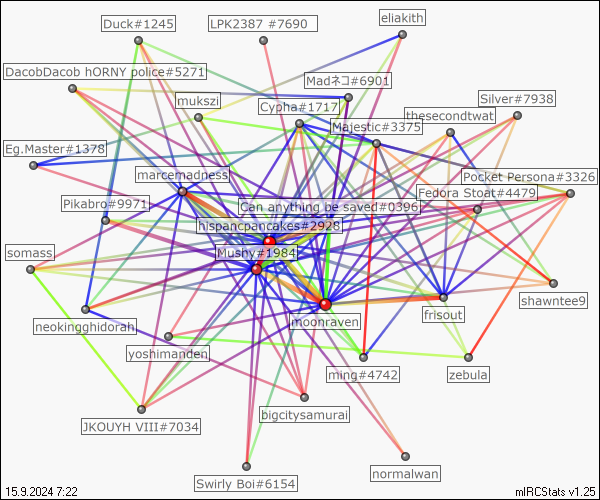 eliakith
Duck#1245
LPK2387 #7690
DacobDacob hORNY police#5271
Madネコ#6901
mukszi
Cypha#1717
Silver#7938
thesecondtwat
Majestic#3375
Eg.Master#1378
marcemadness
Pocket Persona#3326
Fedora Stoat#4479
Pikabro#9971
Can anything be saved#0396
hispancpancakes#2928
somass
Mushy#1984
shawntee9
frisout
moonraven
neokingghidorah
yoshimanden
ming#4742
zebula
bigcitysamurai
JKOUYH VIII#7034
normalwan
Swirly Boi#6154
15.9.2024 7:22
mIRCStats v1.25